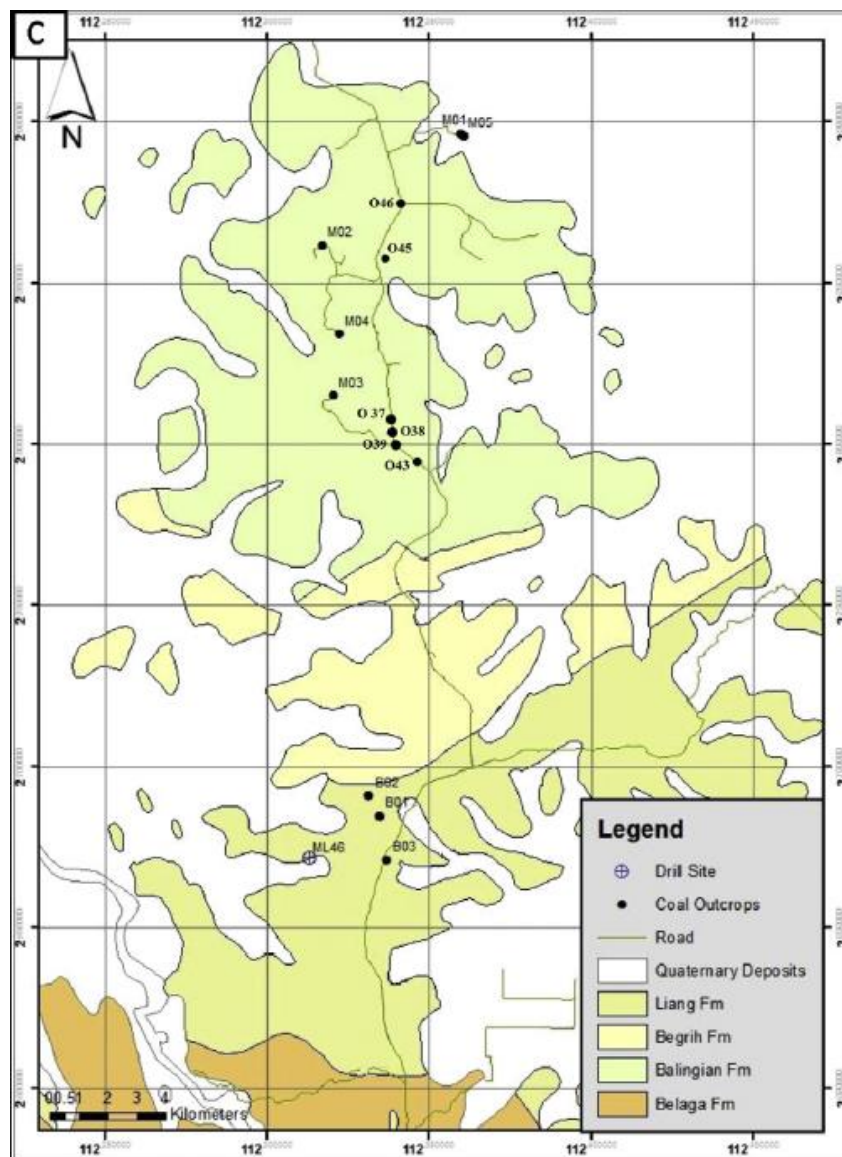 C
112
112
112
112
112
N
M01
M05
O46
M02
O45
M04
M03
O 37
O38
O39
O43
B02
B01
ML46
B03
Legend
Drill Site
Coal Outcrops
Road
Quaternary Deposits
Liang Fm
Begrih Fm
Balingian Fm
Belaga Fm
0 0.5 1 2 3 4
Kilometers
112
112
112
112
112